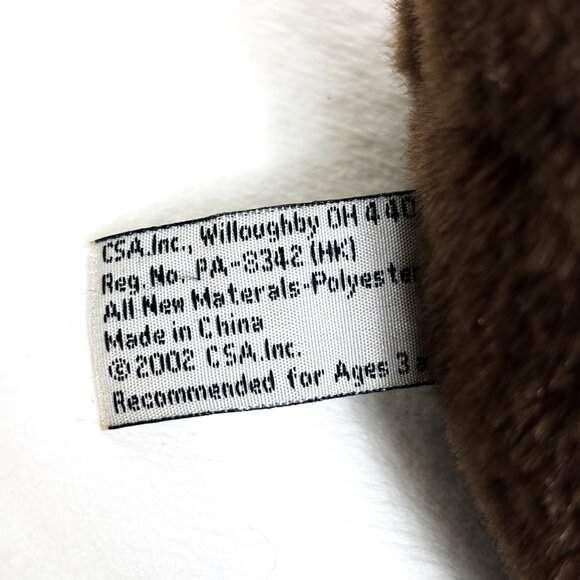 CSA.Inc., Willoughby OH 440
Reg.No. PA-8342 (HK)
All New Materals-Polyester
Made in China
©2002 CSA.Inc.
Recommended for Ages 3